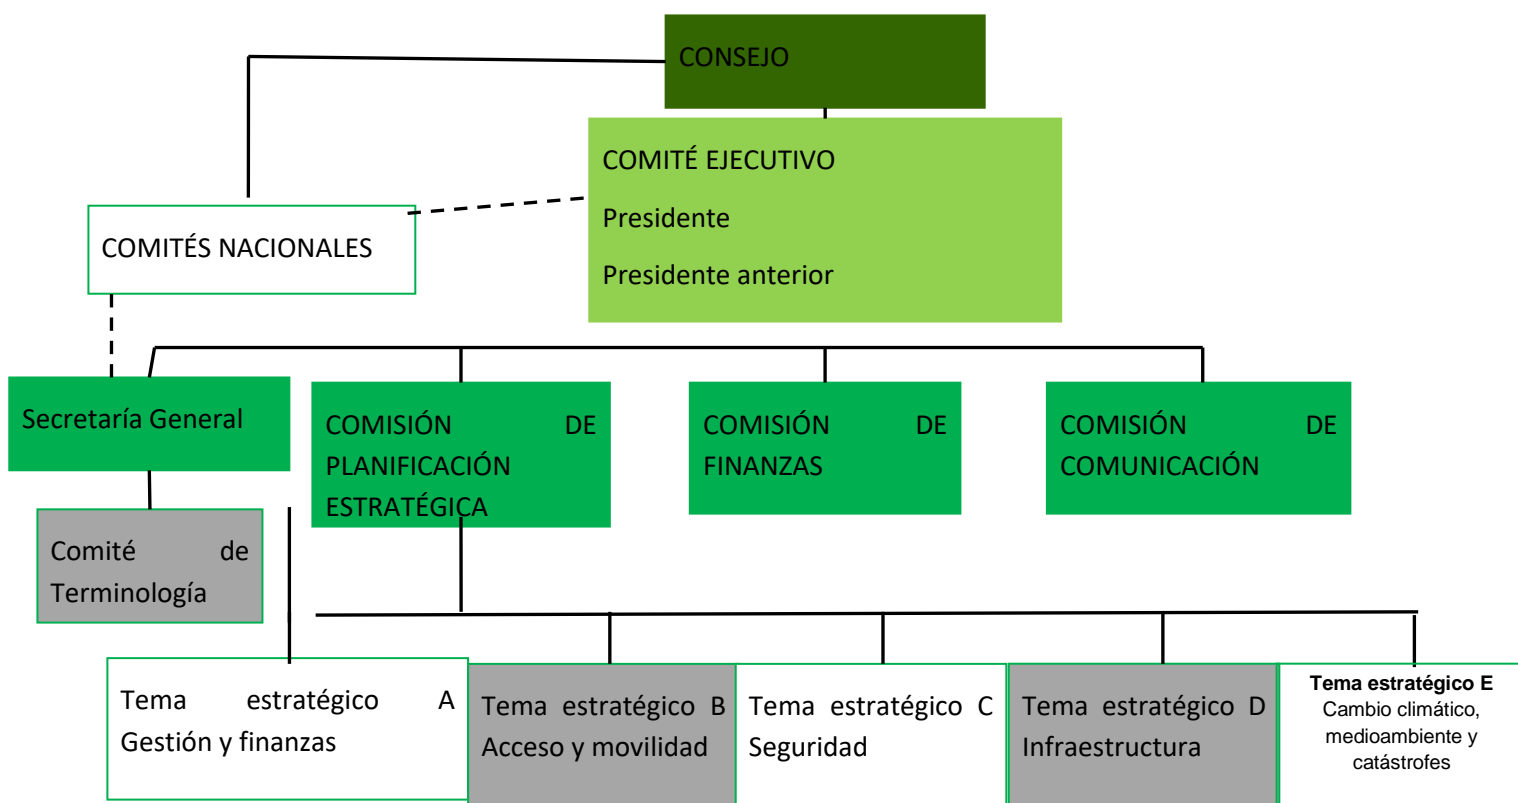 CONSEJO
COMITÉ EJECUTIVO
Presidente
Presidente anterior
COMITÉS NACIONALES
Secretaría General
COMISIÓN DE
PLANIFICACIÓN
ESTRATÉGICA
COMISIÓN DE
FINANZAS
COMISIÓN DE
COMUNICACIÓN
Comité de
Terminología
Tema estratégico A
Gestión y finanzas
Tema estratégico B
Acceso y movilidad
Tema estratégico C
Seguridad
Tema estratégico D
Infraestructura
Tema estratégico E
Cambio climático,
medioambiente y
catástrofes